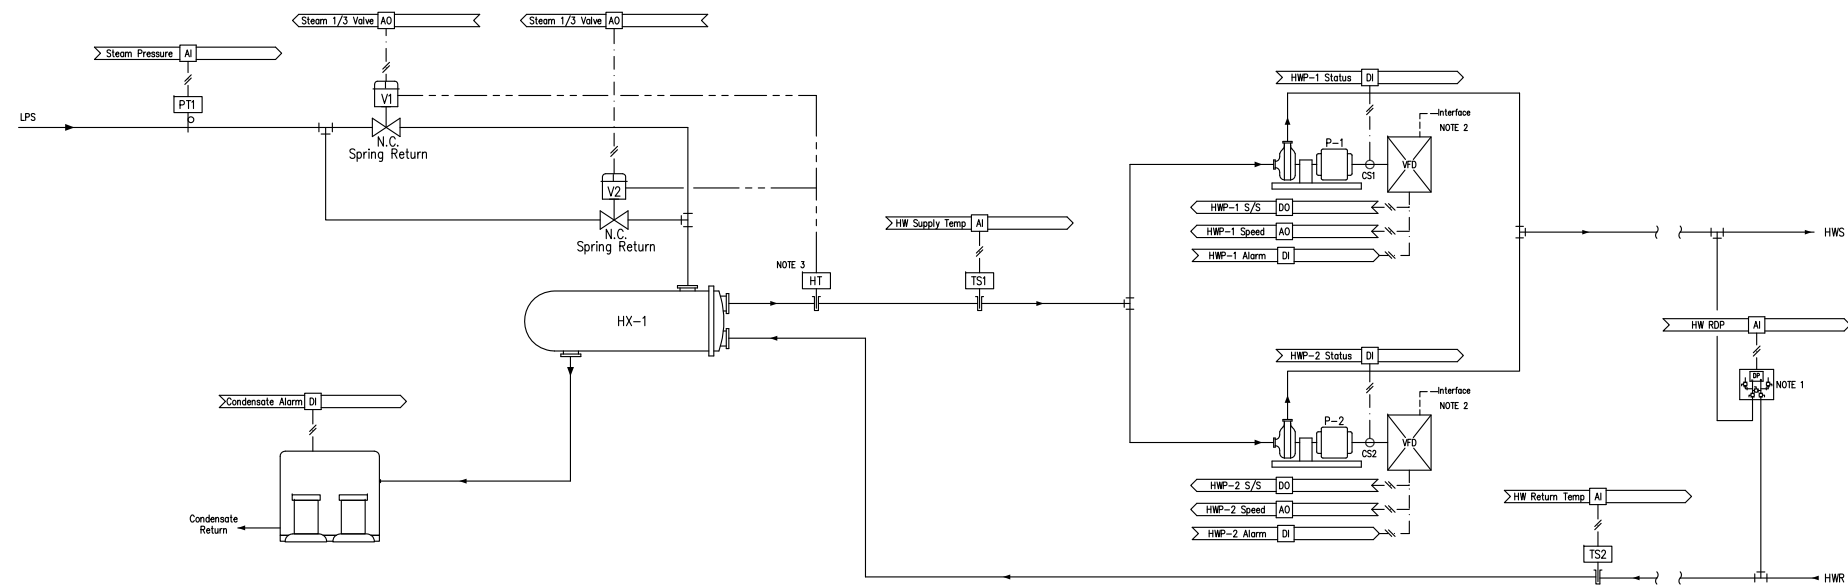 Steam 1/3 Valve AO
Steam 1/3 Valve AO
Steam Pressure AI
HWP-1 Status DI
V1
PT1
LPS
Interface
NOTE 2
N.C.
Spring Return
P-1
VFD
CS1
V2
HWP-1 S/S DO
HW Supply Temp AI
HWP-1 Speed AO
HWS
N.C.
Spring Return
HWP-1 Alarm DI
NOTE 3
HT
TS1
HX-1
HW RDP AI
HWP-2 Status DI
DP
NOTE 1
Interface
NOTE 2
Condensate Alarm DI
P-2
VFD
CS2
HWP-2 S/S DO
HW Return Temp AI
HWP-2 Speed AO
Condensate
Return
HWP-2 Alarm DI
TS2
HWR